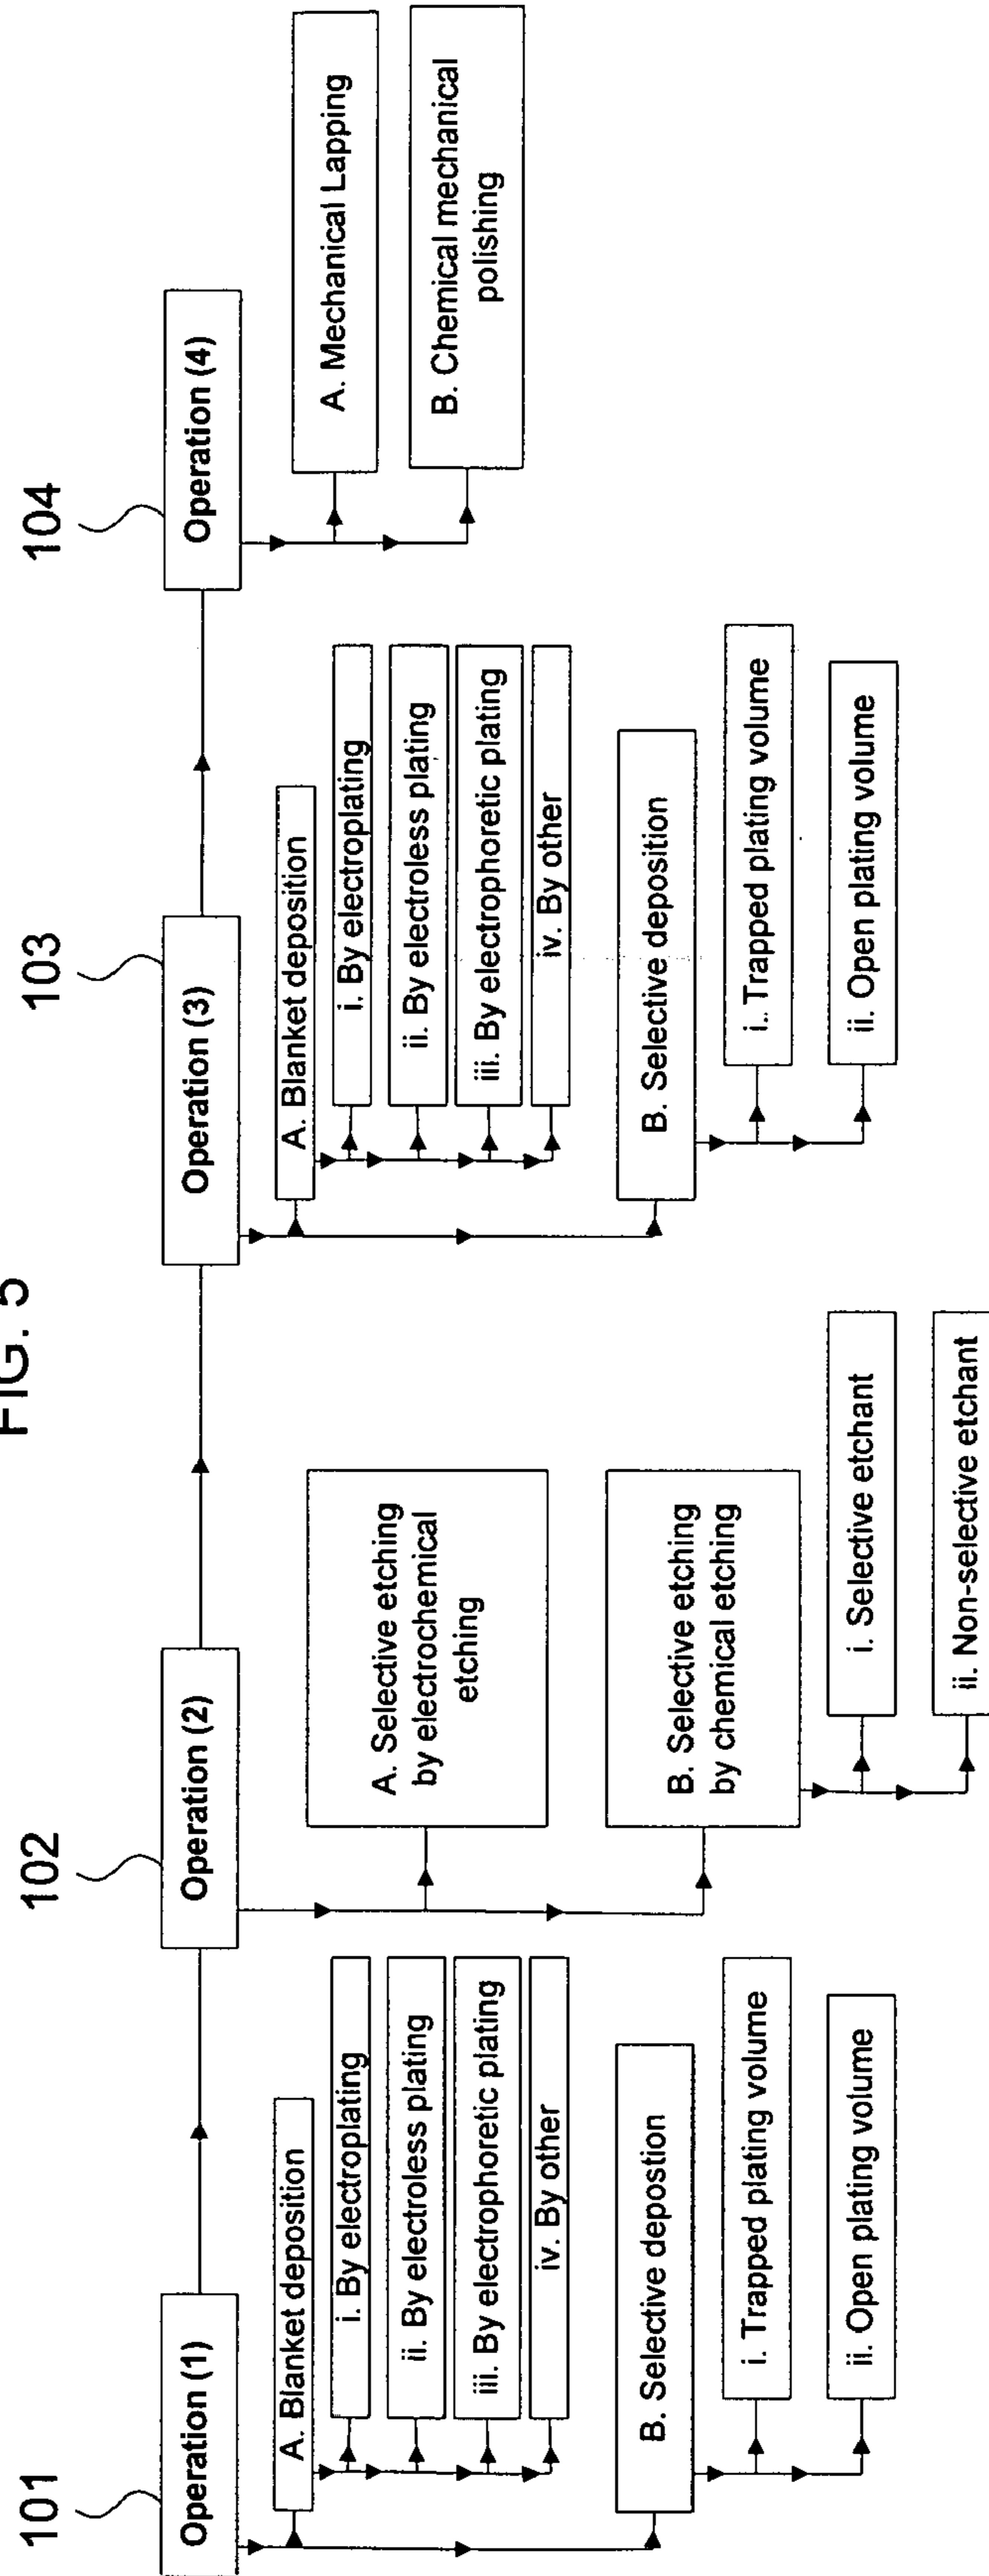 FIG. 5
101
Operation (1)
A. Blanket deposition
i. By electroplating
ii. By electroless plating
iii. By electrophoretic plating
iv. By other
B. Selective depostion
i. Trapped plating volume
ii. Open plating volume
102
Operation (2)
A. Selective etching
by electrochemical
etching
B. Selective etching
by chemical etching
i. Selective etchant
ii. Non-selective etchant
103
Operation (3)
A. Blanket deposition
i. By electroplating
ii. By electroless plating
iii. By electrophoretic plating
iv. By other
B. Selective deposition
i.. Trapped plating volume
ii. Open plating volume
104
Operation (4)
A. Mechanical Lapping
B. Chemical mechanical
polishing